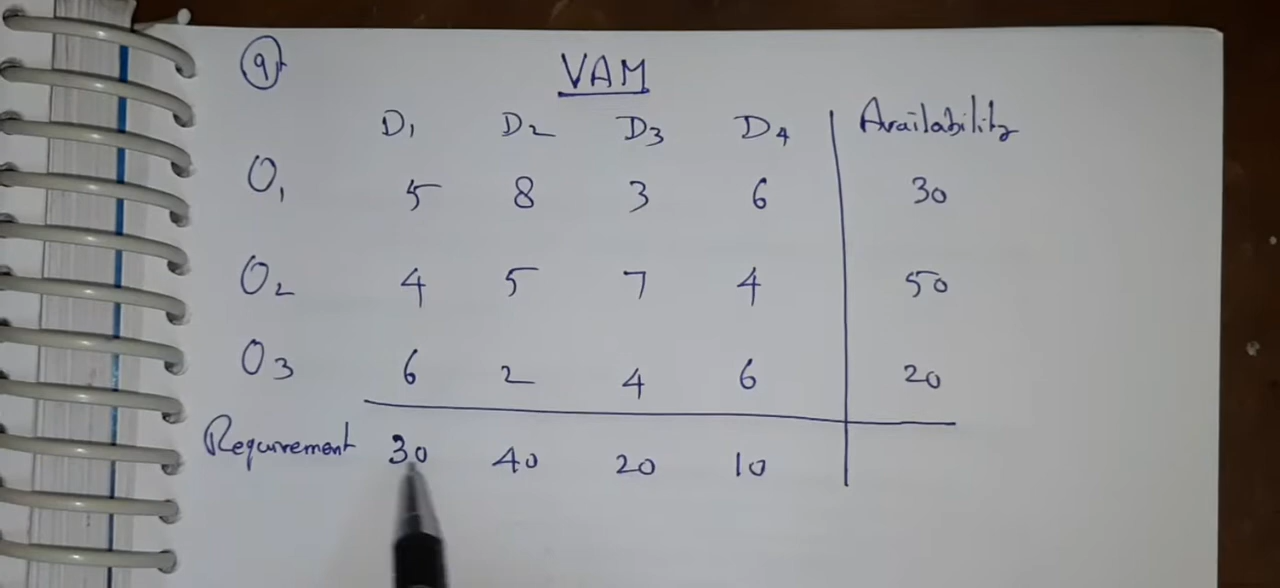 9
VAM
D1 D2 D3 D4 Availability
O1 5 8 3 6 30
O2 4 5 7 4 50
O3 6 2 4 6 20
Requirement 30 40 20 10